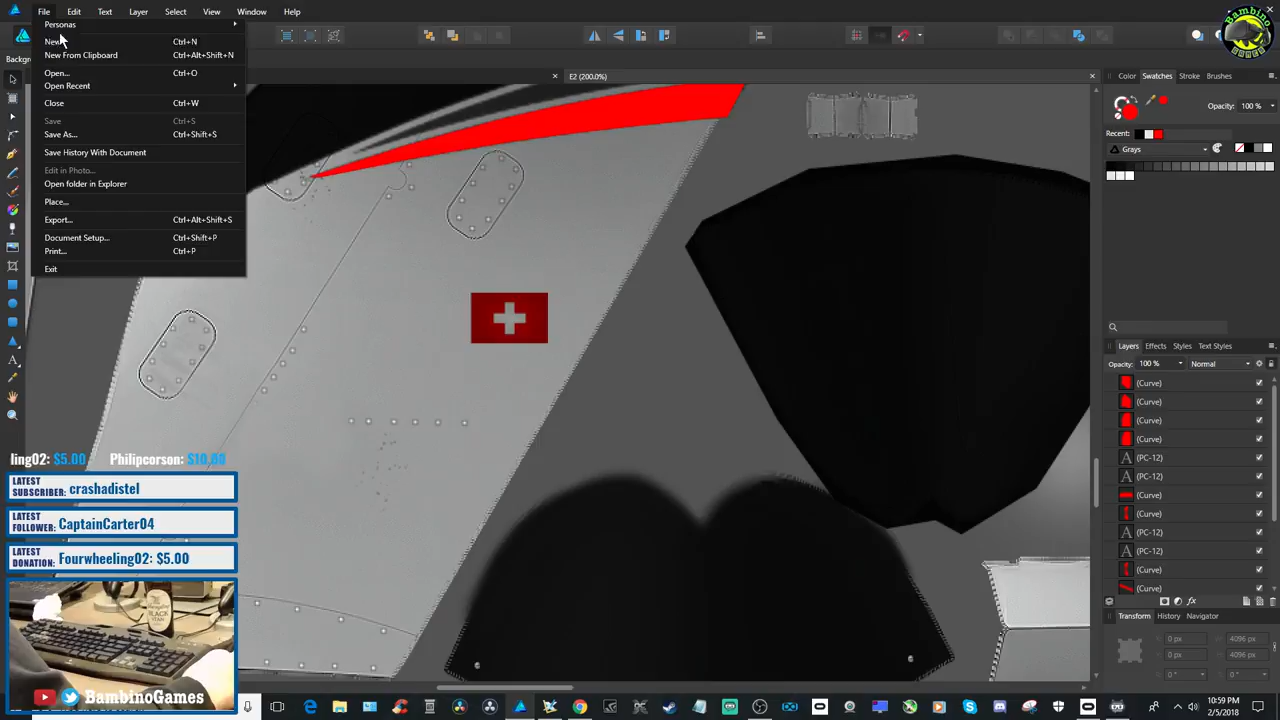 File Edit Text Layer Select View Window Help
Personas
New Ctrl+N
New From Clipboard Ctrl+Alt+Shift+N
Open... Ctrl+O
Open Recent
Close Ctrl+W
Save Ctrl+S
Save As... Ctrl+Shift+S
Save History With Document
Edit in Photo...
Open folder in Explorer
Place...
Export... Ctrl+Alt+Shift+S
Document Setup... Ctrl+Shift+P
Print... Ctrl+P
Exit
Bambino
Backgro
E2 (200.0%)
Color Swatches Stroke Brushes
Opacity: 100 %
Recent:
Grays
Layers Effects Styles Text Styles
Opacity: 100 % Normal
(Curve)
(Curve)
(Curve)
(Curve)
(PC-12)
(PC-12)
(Curve)
(Curve)
(PC-12)
(PC-12)
(Curve)
(Curve)
Transform History Navigator
X: 0 px W: 4096 px
Y: 0 px H: 4096 px
0 ° 0 °
ling02: $5.00 Philipcorson: $10.00
LATEST SUBSCRIBER: crashadistel
LATEST FOLLOWER: CaptainCarter04
LATEST DONATION: Fourwheeling02: $5.00
BLACK
BambinoGames
10:59 PM
2/5/2018